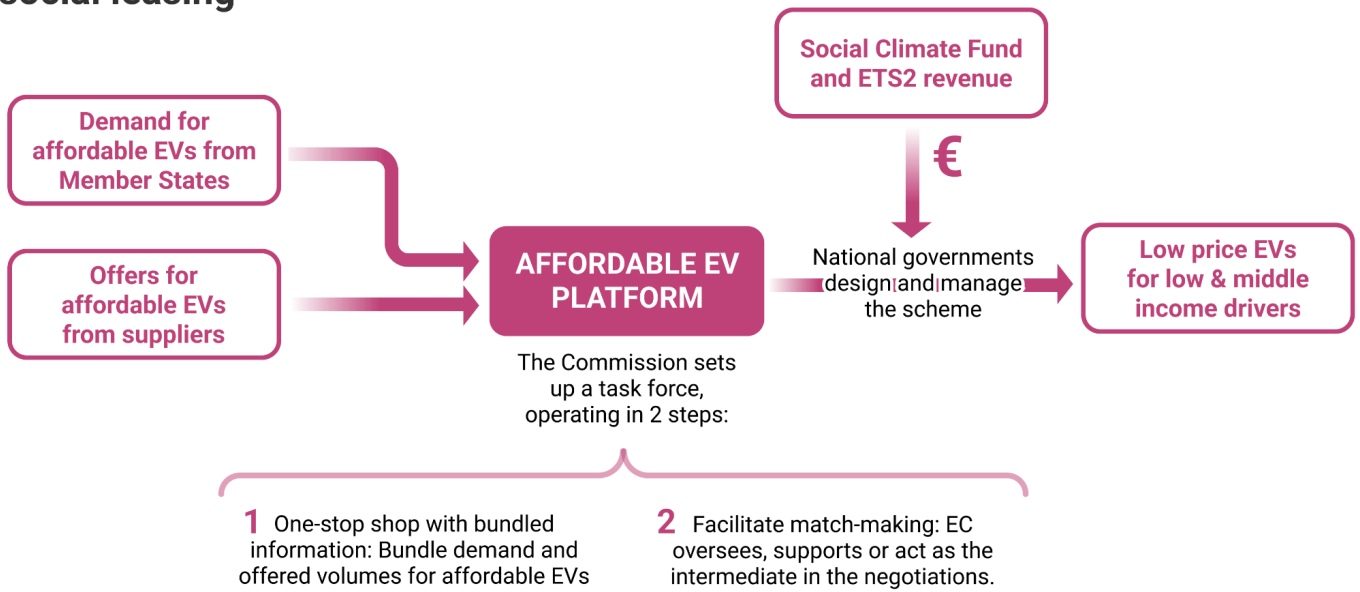 social leasing
Social Climate Fund
and ETS2 revenue
€
Demand for
affordable EVs from
Member States
Offers for
affordable EVs
from suppliers
AFFORDABLE EV
PLATFORM
National governments
design and manage
the scheme
Low price EVs
for low & middle
income drivers
The Commission sets
up a task force,
operating in 2 steps:
1 One-stop shop with bundled
information: Bundle demand and
offered volumes for affordable EVs
2 Facilitate match-making: EC
oversees, supports or act as the
intermediate in the negotiations.